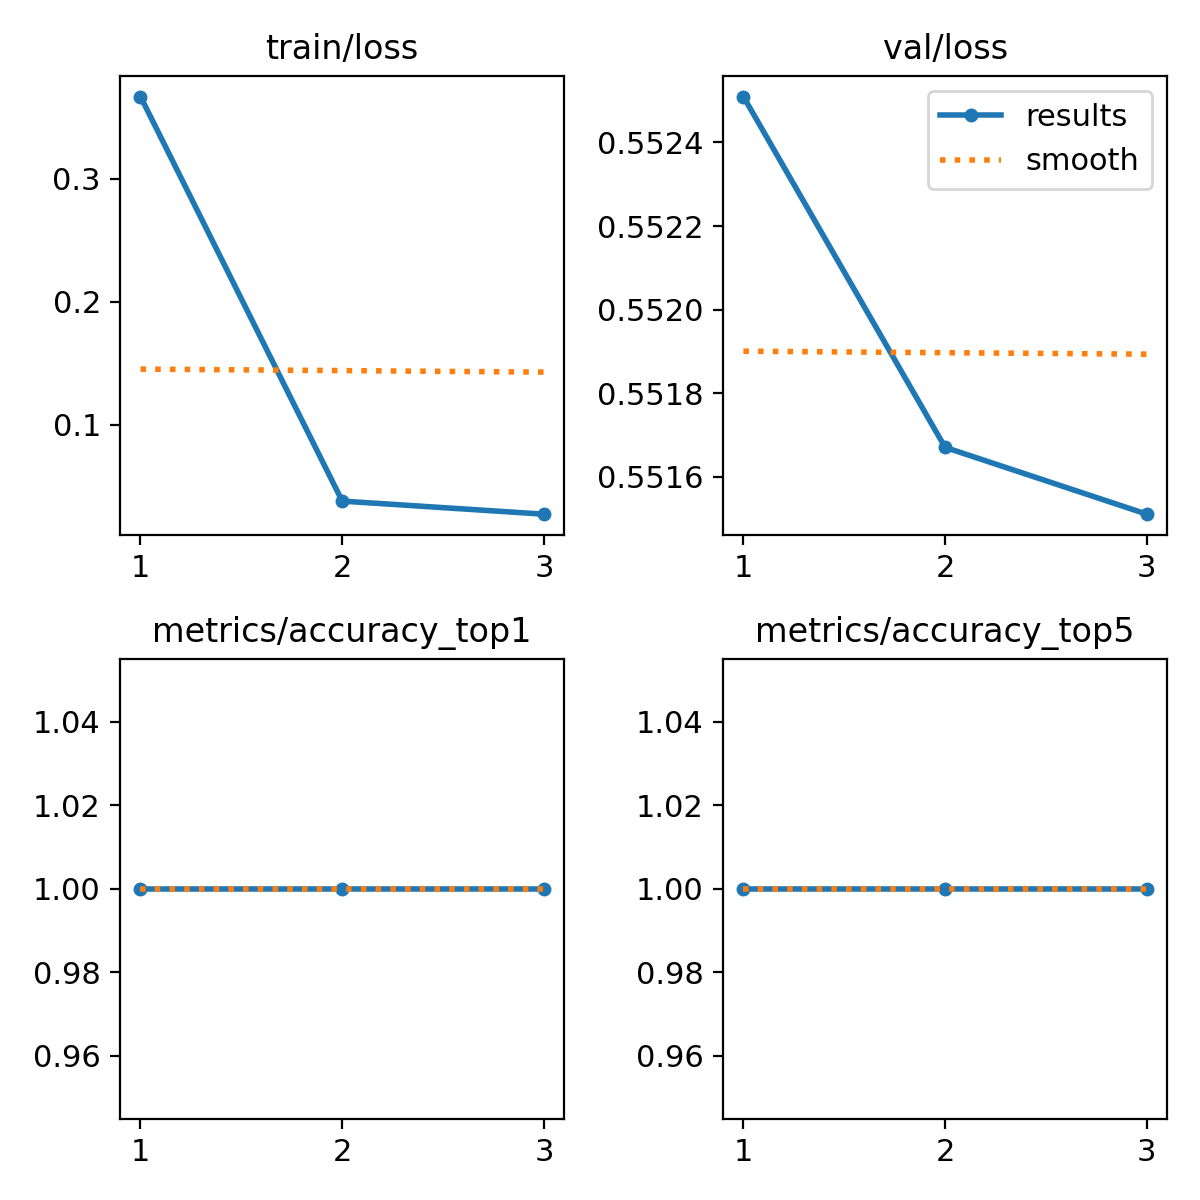 train/loss
0.3
0.2
0.1
1 2 3
val/loss
results
smooth
0.5524
0.5522
0.5520
0.5518
0.5516
1 2 3
metrics/accuracy_top1
1.04
1.02
1.00
0.98
0.96
1 2 3
metrics/accuracy_top5
1.04
1.02
1.00
0.98
0.96
1 2 3